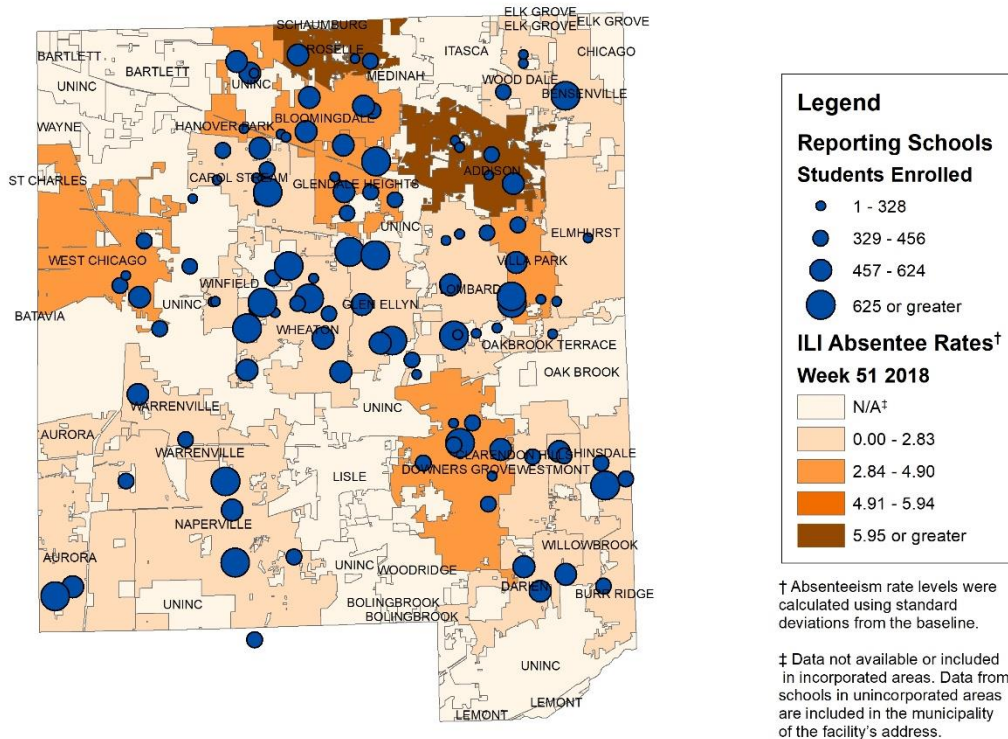 ELK GROVE
ELK GROVE
SCHAUMBURG
ELK GROVE
ROSELLE
ITASCA
CHICAGO
BARTLETT
BARTLETT
MEDINAH
UNINC
WOOD DALE
UNINC
BENSENVILLE
WAYNE
HANOVER PARK
BLOOMINGDALE
ADDISON
ST CHARLES
CAROL STREAM
GLENDALE HEIGHTS
UNINC
ELMHURST
WEST CHICAGO
VILLA PARK
WINFIELD
OMBARD
BATAVIA
UNINC
GLEN ELLYN
WHEATON
OAKBROOK TERRACE
OAK BROOK
UNINC
WARRENVILLE
AURORA
WARRENVILLE
CLARENDON HILLS
HINSDALE
DOWNERS GROVE
WESTMONT
LISLE
NAPERVILLE
WILLOWBROOK
AURORA
UNINC
WOODRIDGE
DARIEN
BURR RIDGE
UNINC
BOLINGBROOK
BOLINGBROOK
UNINC
LEMONT
LEMONT
Legend
Reporting Schools
Students Enrolled
1 - 328
329 - 456
457 - 624
625 or greater
ILI Absentee Rates†
Week 51 2018
N/A‡
0.00 - 2.83
2.84 - 4.90
4.91 - 5.94
5.95 or greater
† Absenteeism rate levels were
calculated using standard
deviations from the baseline.
‡ Data not available or included
in incorporated areas. Data from
schools in unincorporated areas
are included in the municipality
of the facility's address.